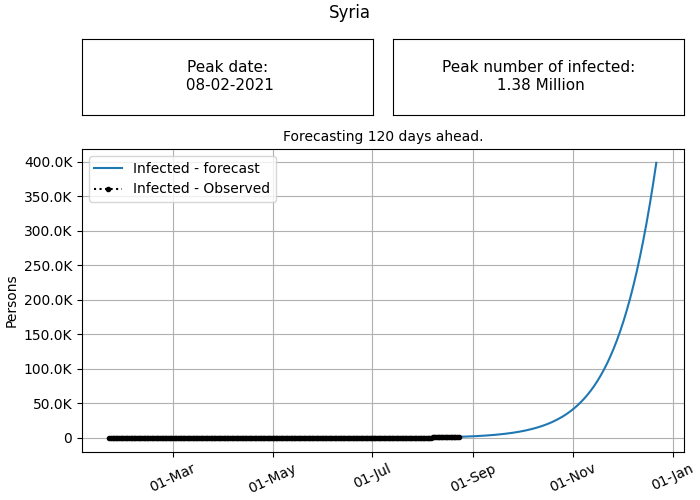 Syria
Peak date:
08-02-2021
Peak number of infected:
1.38 Million
Forecasting 120 days ahead.
Infected - forecast
Infected - Observed
Persons
400.0K
350.0K
300.0K
250.0K
200.0K
150.0K
100.0K
50.0K
0
01-Mar
01-May
01-Jul
01-Sep
01-Nov
01-Jan